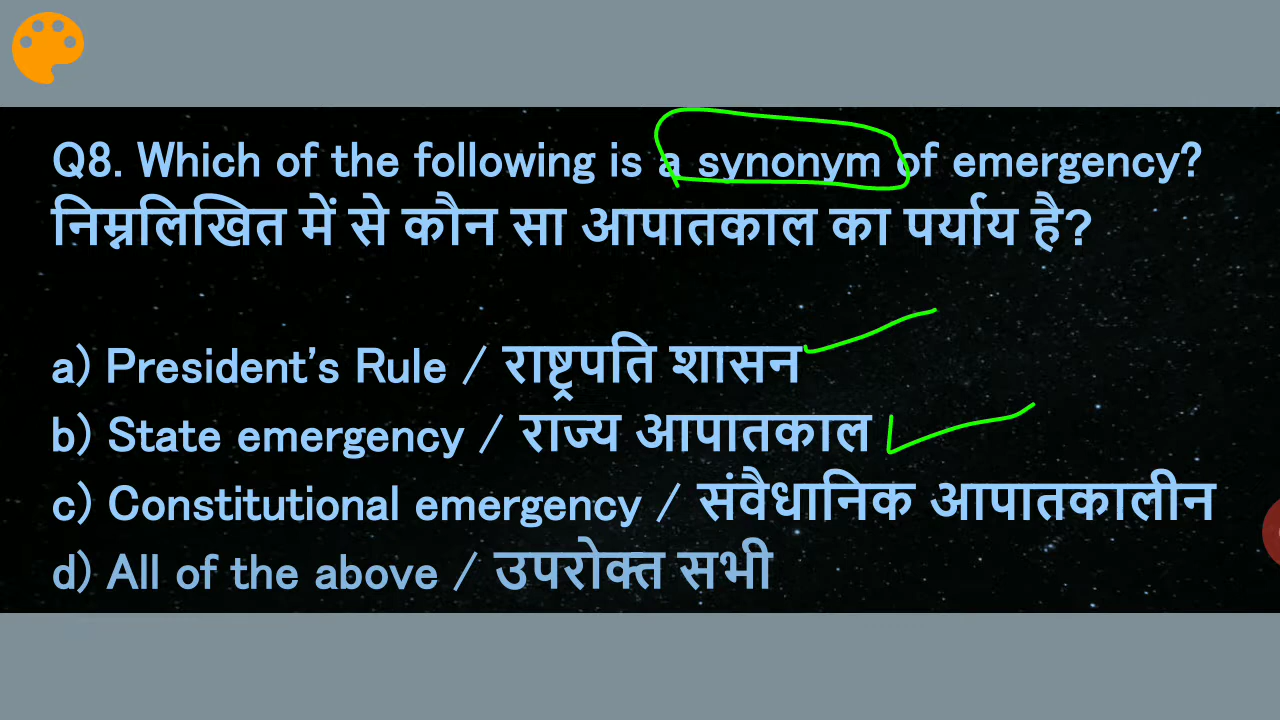 Q8. Which of the following is a synonym of emergency?
निम्नलिखित में से कौन सा आपातकाल का पर्याय है?
a) President's Rule / राष्ट्रपति शासन
b) State emergency / राज्य आपातकाल
c) Constitutional emergency / संवैधानिक आपातकालीन
d) All of the above / उपरोक्त सभी